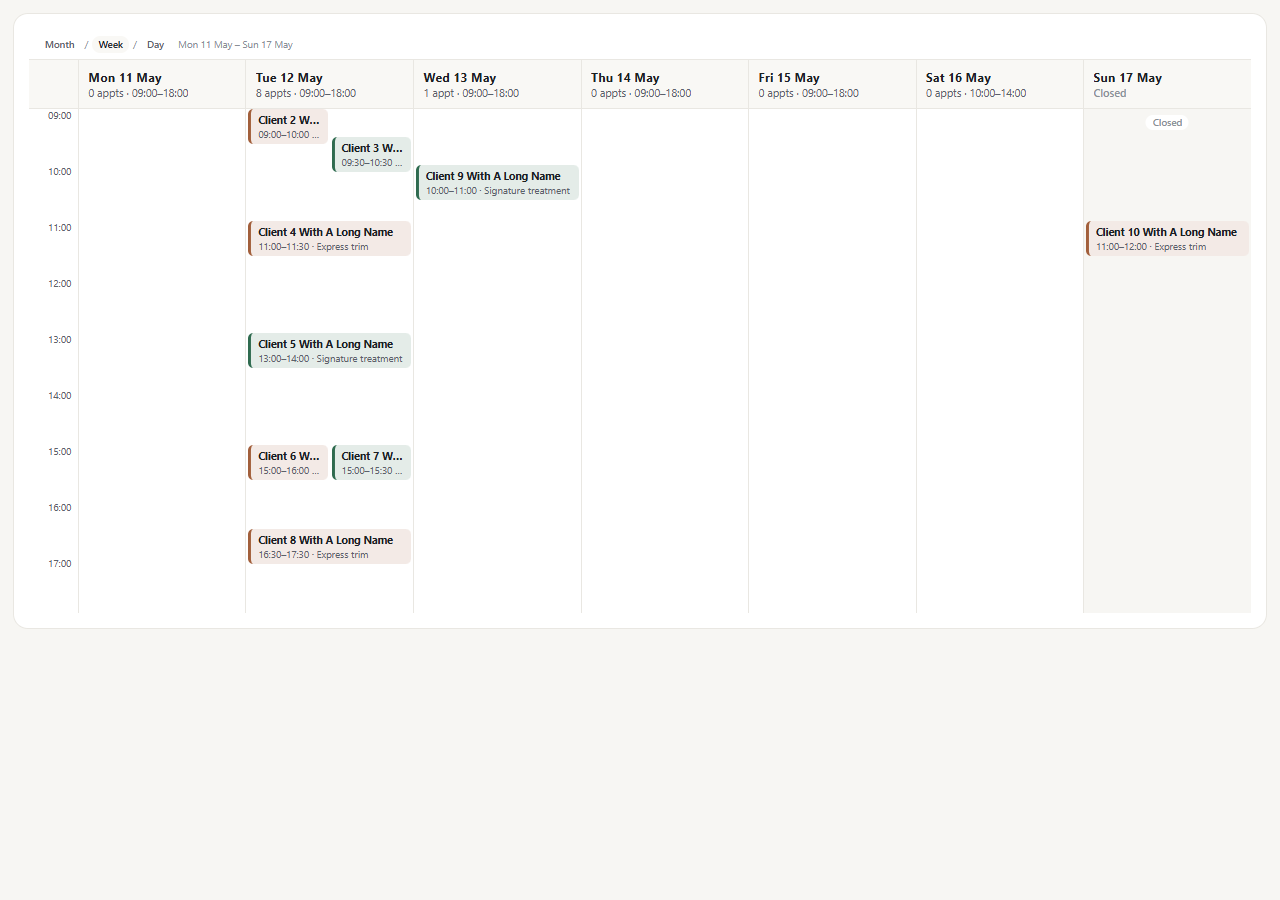 Month / Week / Day Mon 11 May – Sun 17 May
Mon 11 May
0 appts · 09:00–18:00
Tue 12 May
8 appts · 09:00–18:00
Wed 13 May
1 appt · 09:00–18:00
Thu 14 May
0 appts · 09:00–18:00
Fri 15 May
0 appts · 09:00–18:00
Sat 16 May
0 appts · 10:00–14:00
Sun 17 May
Closed
09:00
10:00
11:00
12:00
13:00
14:00
15:00
16:00
17:00
Client 2 W...
09:00–10:00 ...
Client 3 W...
09:30–10:30 ...
Client 4 With A Long Name
11:00–11:30 · Express trim
Client 5 With A Long Name
13:00–14:00 · Signature treatment
Client 6 W...
15:00–16:00 ...
Client 7 W...
15:00–15:30 ...
Client 8 With A Long Name
16:30–17:30 · Express trim
Client 9 With A Long Name
10:00–11:00 · Signature treatment
Closed
Client 10 With A Long Name
11:00–12:00 · Express trim